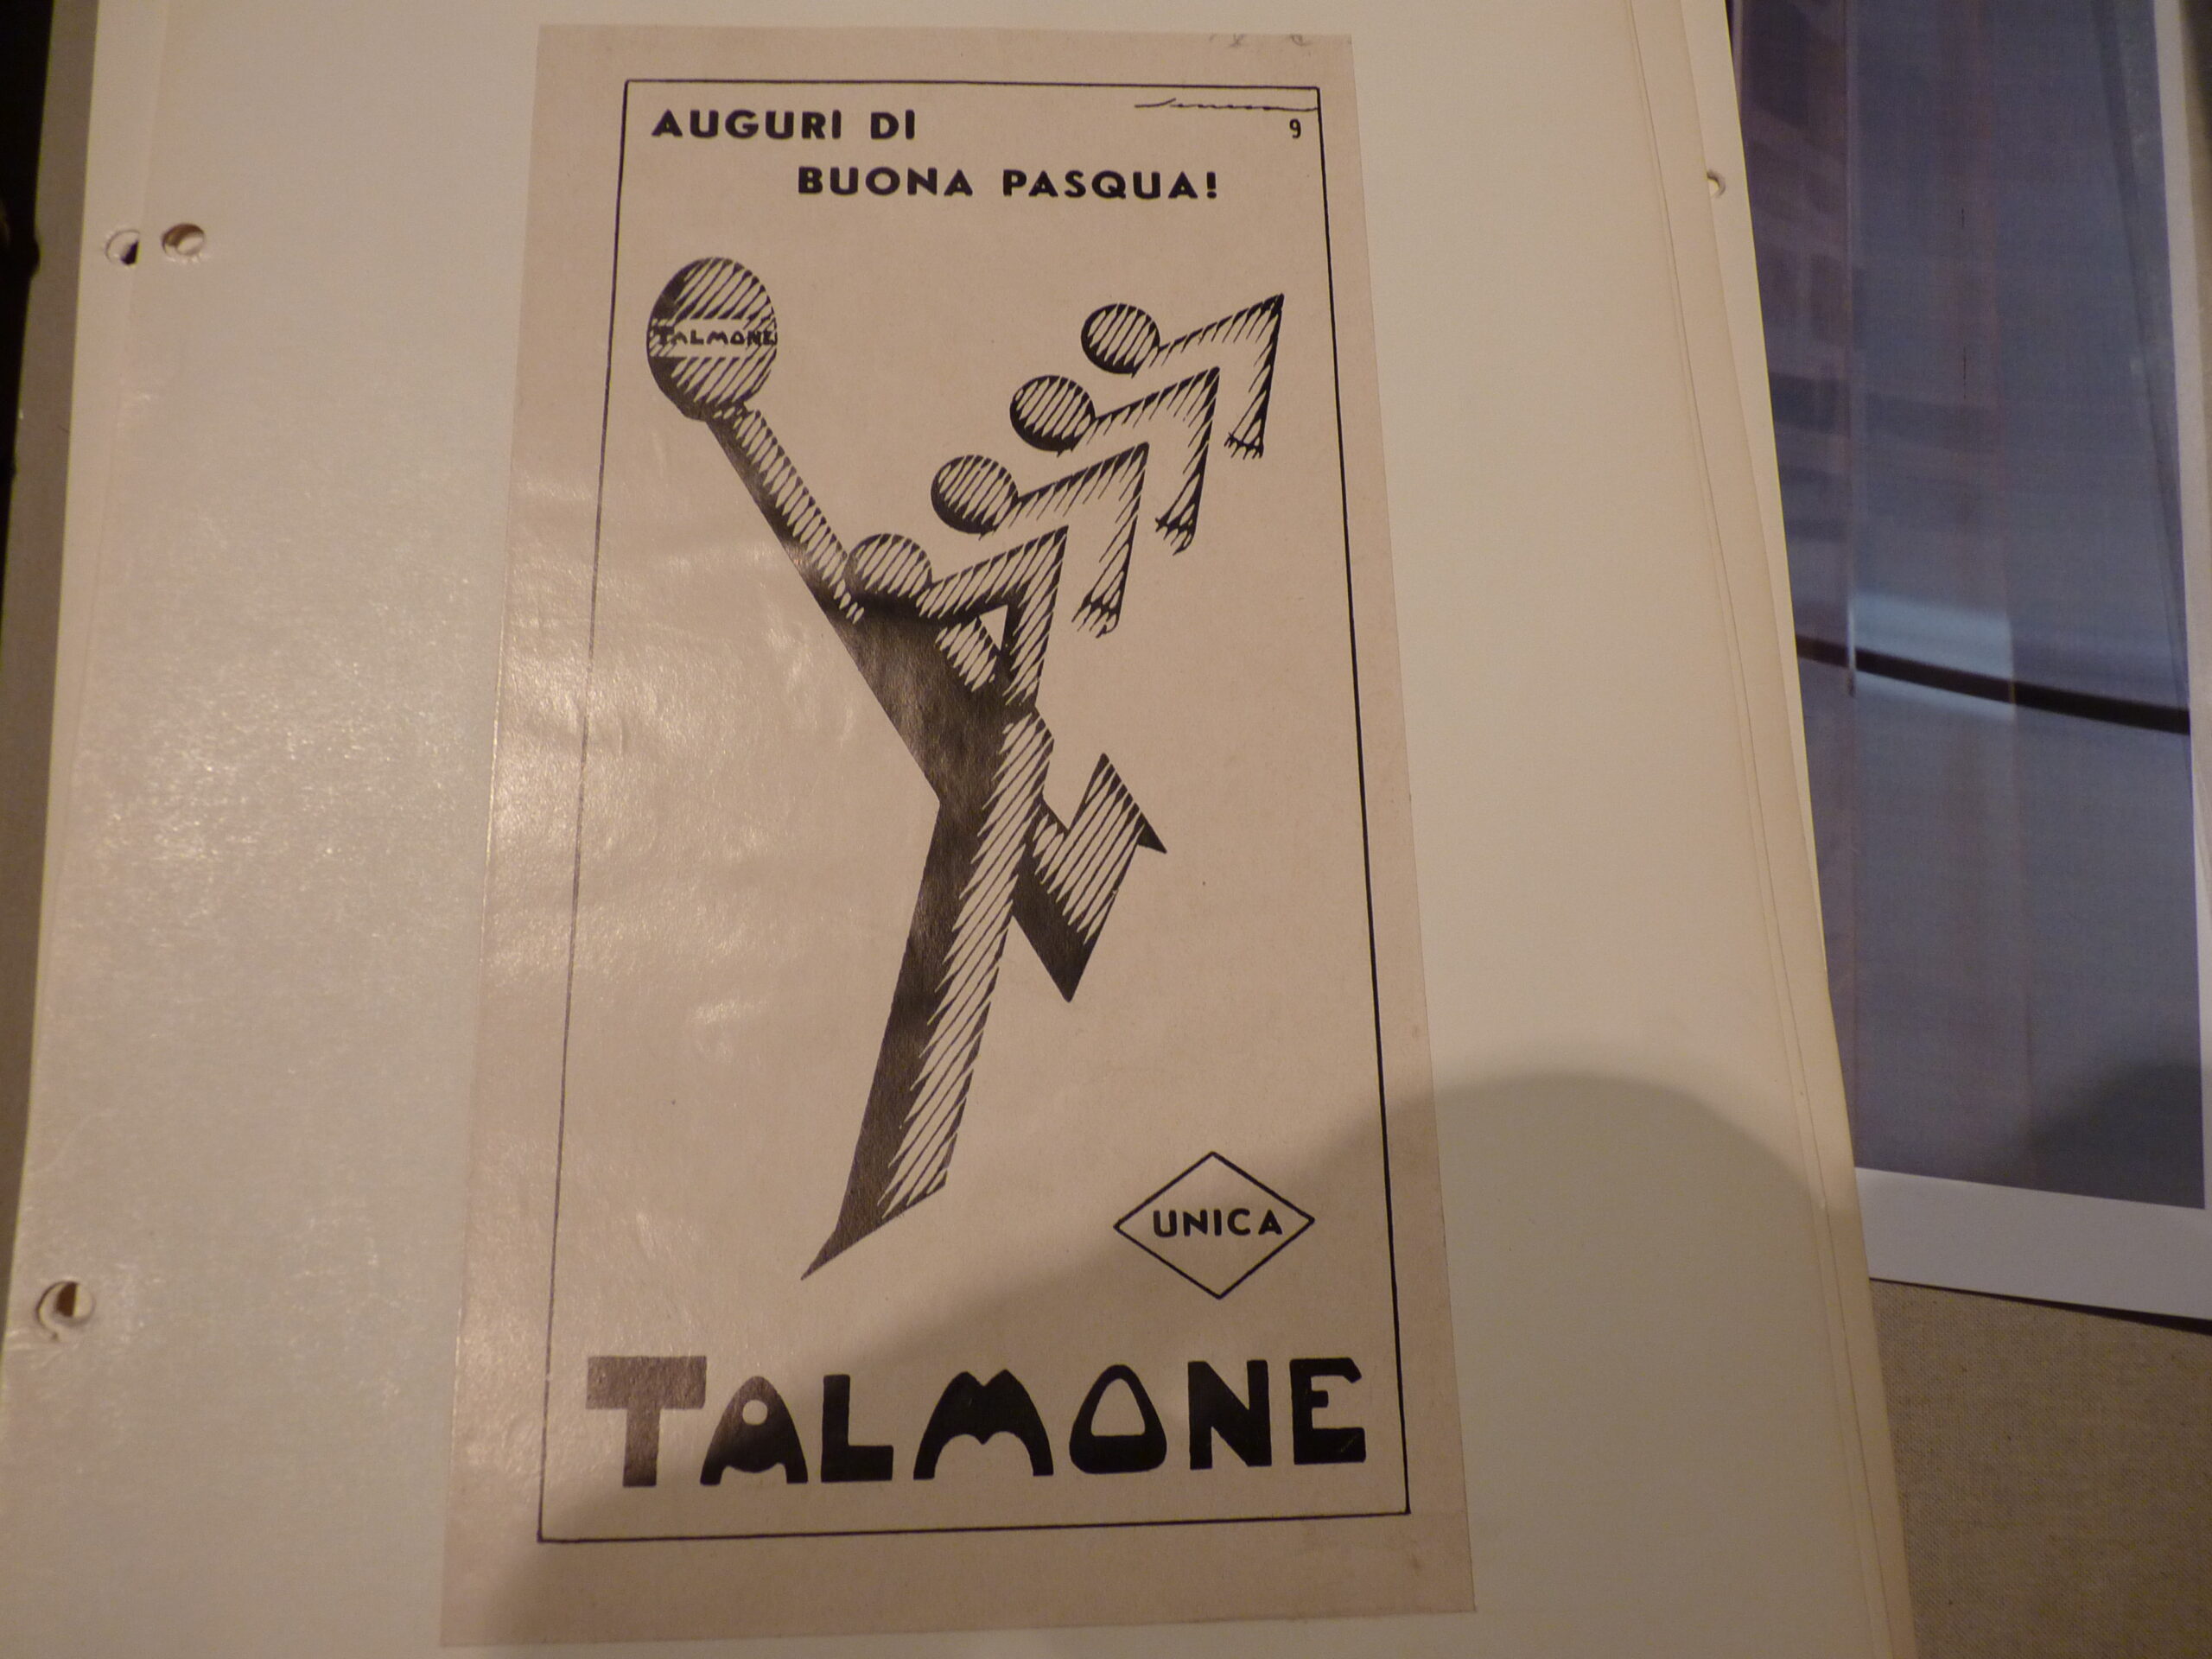 AUGURI DI
9
BUONA PASQUA!
TALMONE
UNICA
TALMONE